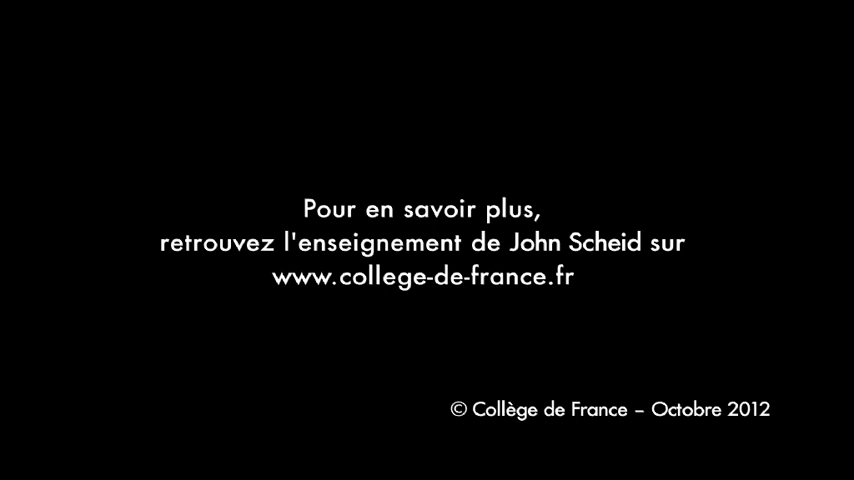 Pour en savoir plus,
retrouvez l'enseignement de John Scheid sur
www.college-de-france.fr
© Collège de France – Octobre 2012